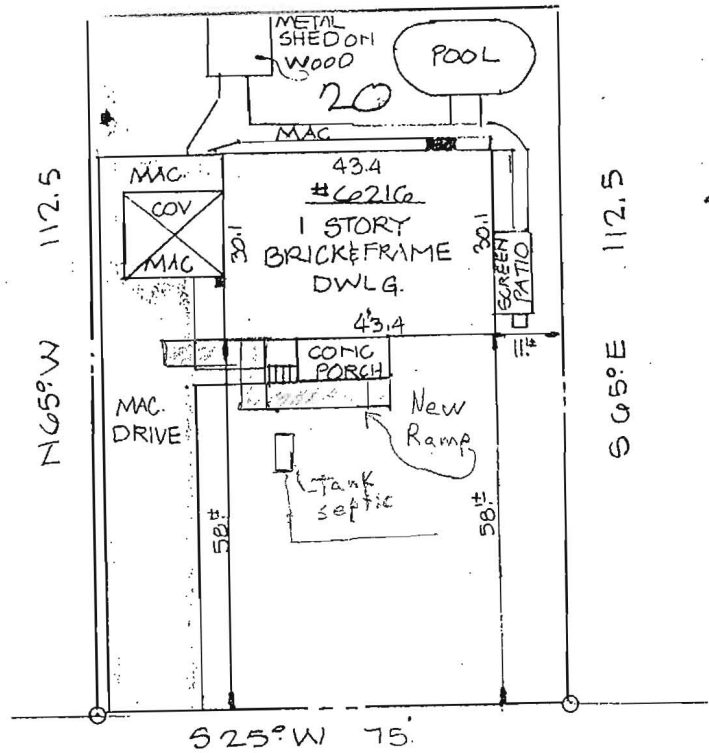 METAL
SHED ON
WOOD
POOL
20
MAC.
43.4
MAC.
#6216
COV
MAC
30.1
1 STORY
BRICK & FRAME
DWLG.
30.1
SCREEN
PATIO
43.4
11.±
CONC
PORCH
MAC.
DRIVE
New
Ramp
Tank
septic
58.±
58.±
N65°W 112.5
S65°E 112.5
S25°W 75.